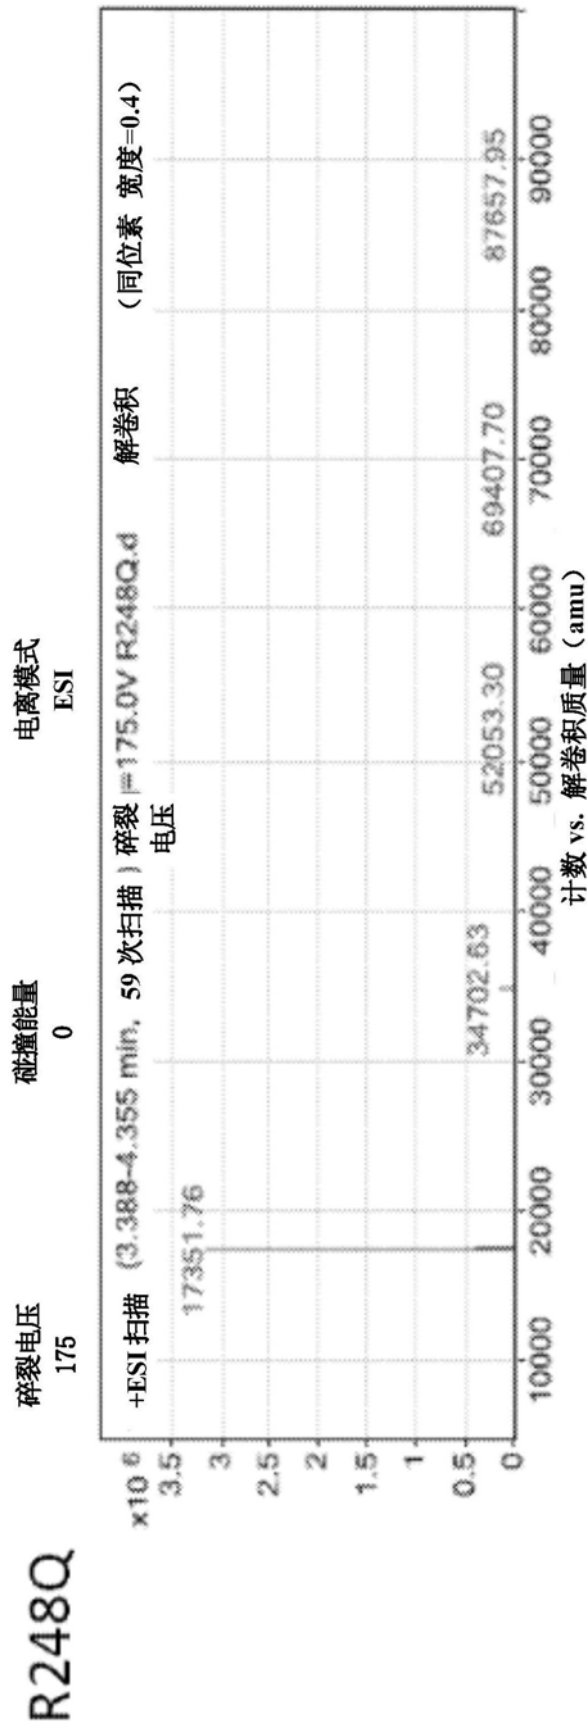 R248Q
碎裂电压 碰撞能量 电离模式
175 0 ESI
x10 6 +ESI 扫描 (3.388-4.355 min, 59 次扫描) 碎裂 =175.0V R248Q.d 解卷积 (同位素 宽度=0.4)
电压
3.5
3
2.5
2
1.5
1
0.5
0
17351.76
34702.63
52053.30
69407.70
87657.95
10000 20000 30000 40000 50000 60000 70000 80000 90000
计数 vs. 解卷积质量（amu）